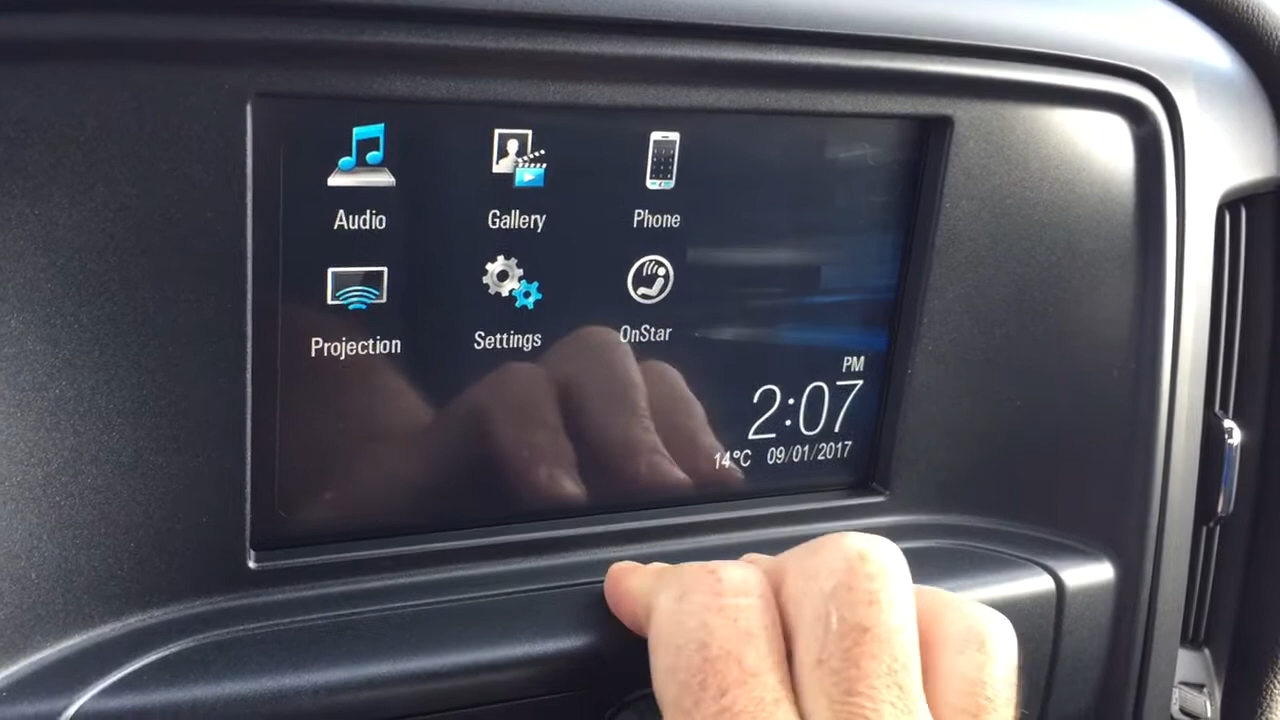 Audio
Gallery
Phone
Projection
Settings
OnStar
PM
2:07
14°C 09/01/2017